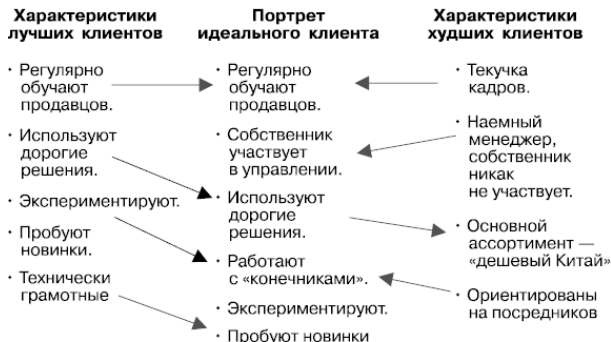 Характеристики
лучших клиентов
· Регулярно
обучают
продавцов.
· Используют
дорогие
решения.
· Экспериментируют.
· Пробуют
новинки.
· Технически
грамотные
Портрет
идеального клиента
· Регулярно
обучают
продавцов.
· Собственник
участвует
в управлении.
· Используют
дорогие
решения.
· Работают
с «конечниками».
· Экспериментируют.
· Пробуют новинки
Характеристики
худших клиентов
· Текучка
кадров.
· Наемный
менеджер,
собственник
никак
не участвует.
· Основной
ассортимент —
«дешевый Китай»
· Ориентированы
на посредников